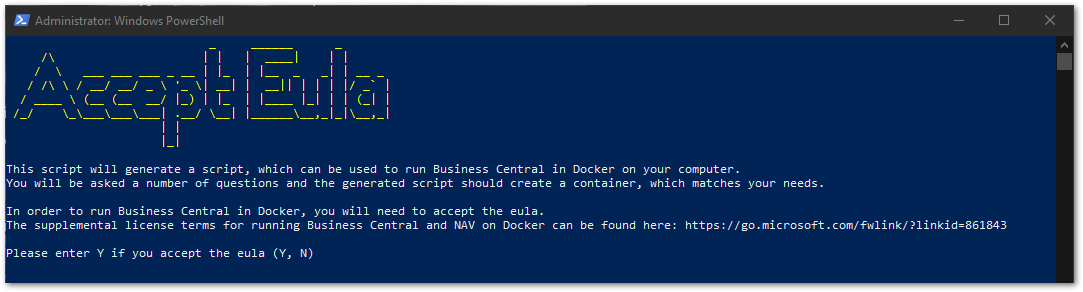 Administrator: Windows PowerShell
Accept Eula
This script will generate a script, which can be used to run Business Central in Docker on your computer.
You will be asked a number of questions and the generated script should create a container, which matches your needs.
In order to run Business Central in Docker, you will need to accept the eula.
The supplemental license terms for running Business Central and NAV on Docker can be found here: https://go.microsoft.com/fwlink/?linkid=861843
Please enter Y if you accept the eula (Y, N)